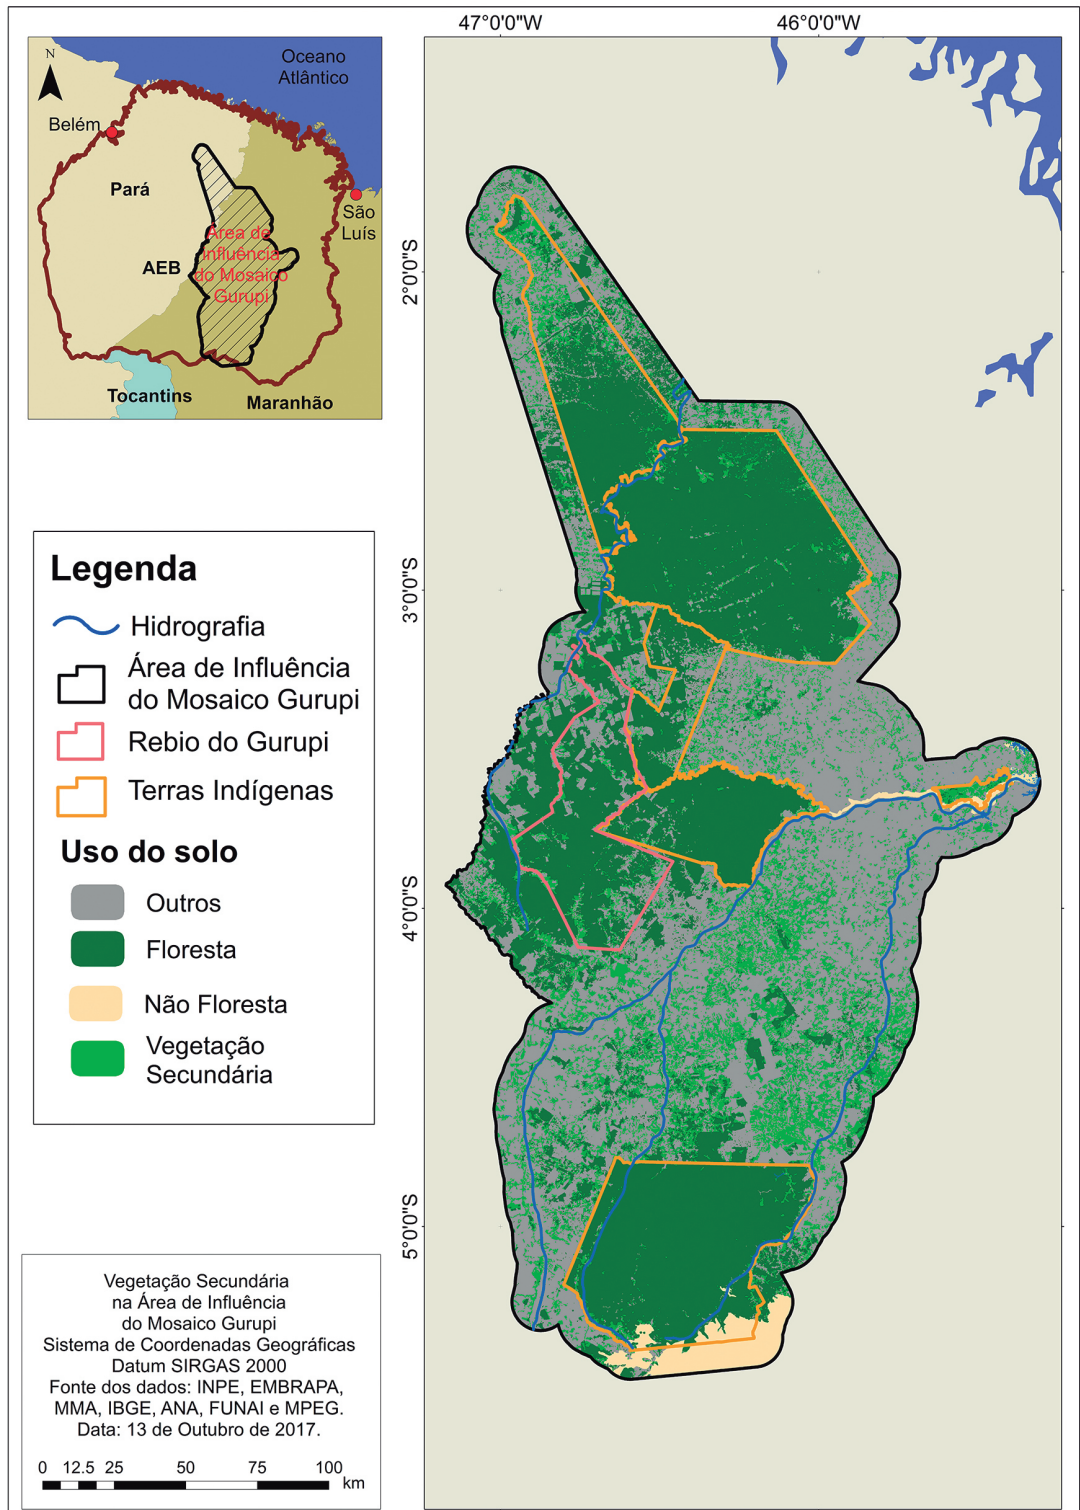 47°0'0"W
46°0'0"W
N
Oceano
Atlântico
Belém
Pará
São
Luís
Área de
Influência
do Mosaico
Gurupi
AEB
Tocantins
Maranhão
2°0'0"S
3°0'0"S
4°0'0"S
5°0'0"S
Legenda
Hidrografia
Área de Influência
do Mosaico Gurupi
Rebio do Gurupi
Terras Indígenas
Uso do solo
Outros
Floresta
Não Floresta
Vegetação
Secundária
Vegetação Secundária
na Área de Influência
do Mosaico Gurupi
Sistema de Coordenadas Geográficas
Datum SIRGAS 2000
Fonte dos dados: INPE, EMBRAPA,
MMA, IBGE, ANA, FUNAI e MPEG.
Data: 13 de Outubro de 2017.
0 12.5 25 50 75 100
km